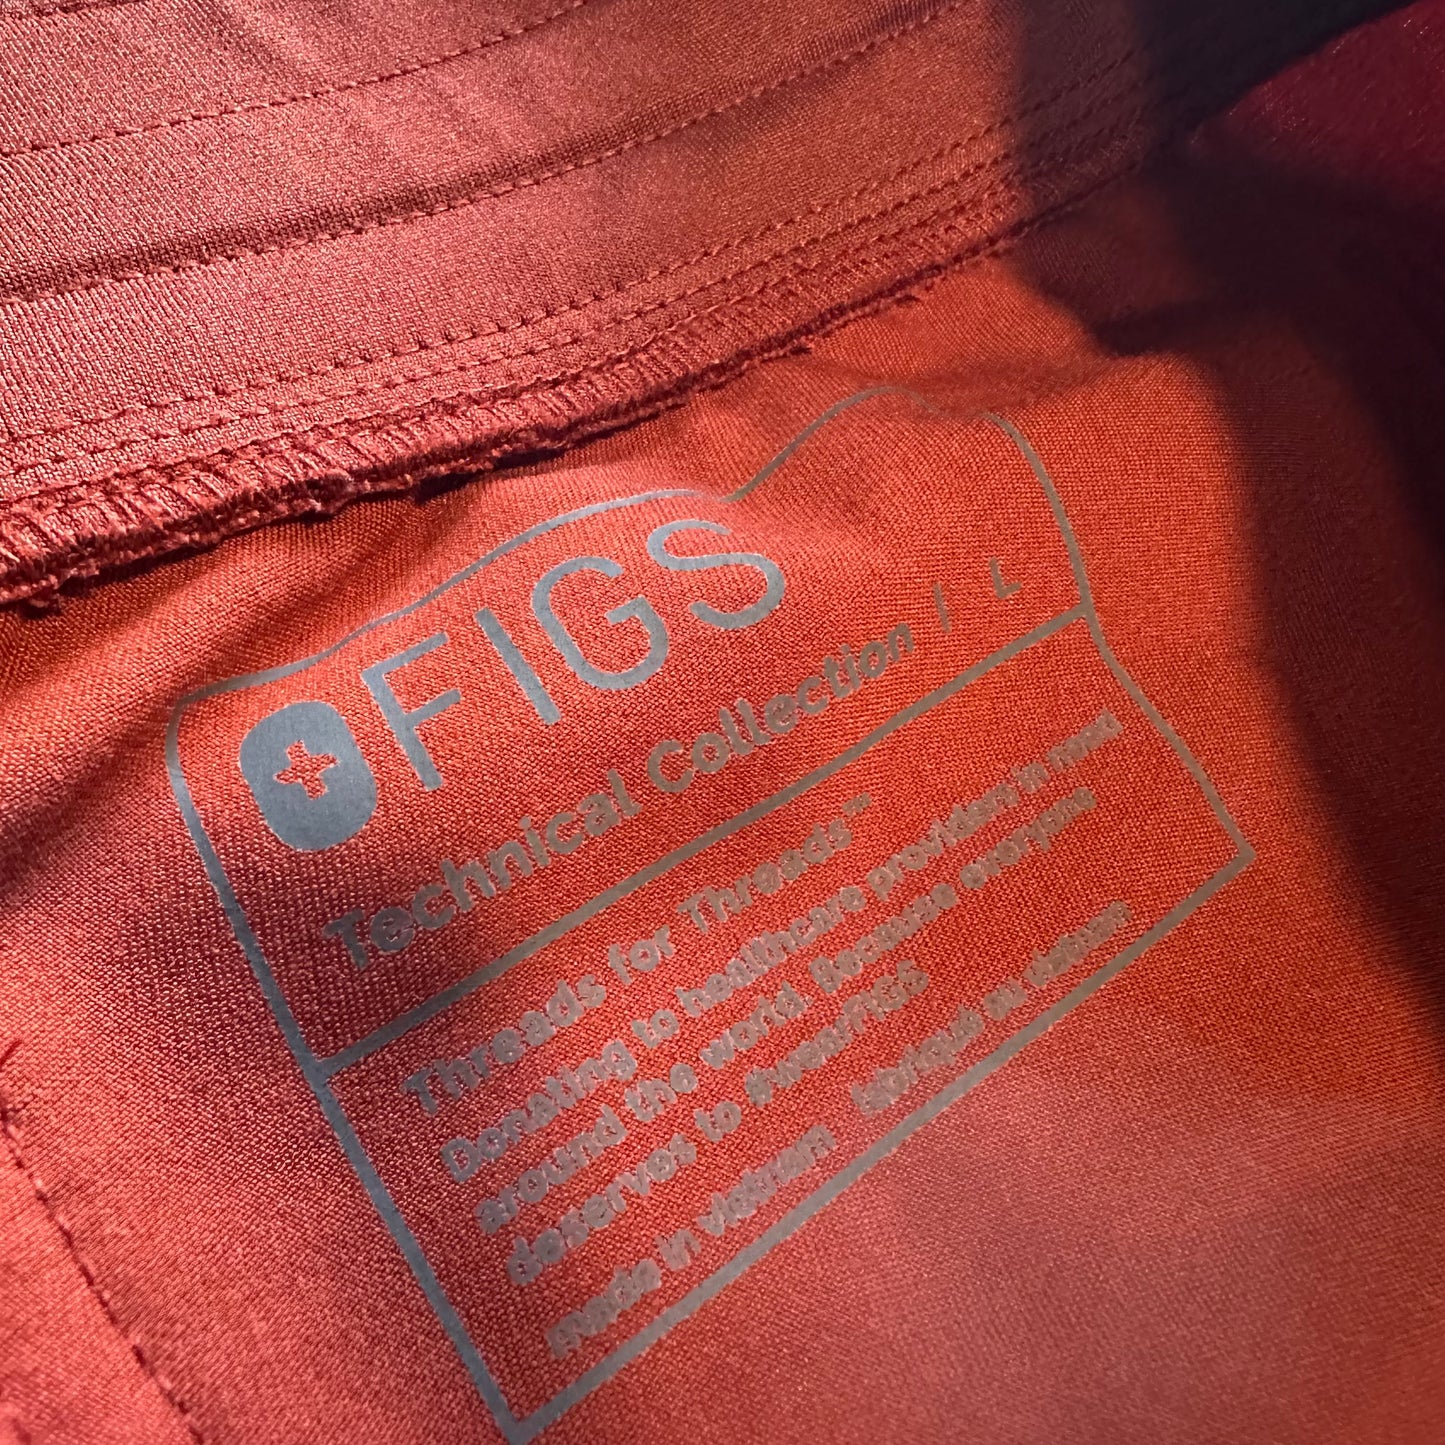 FIGS
Technical Collection / L
Threads for Threads™
Donating to healthcare providers in need
around the world. Because everyone
deserves to #wearFIGS
made in vietnam fabriqué au vietnam